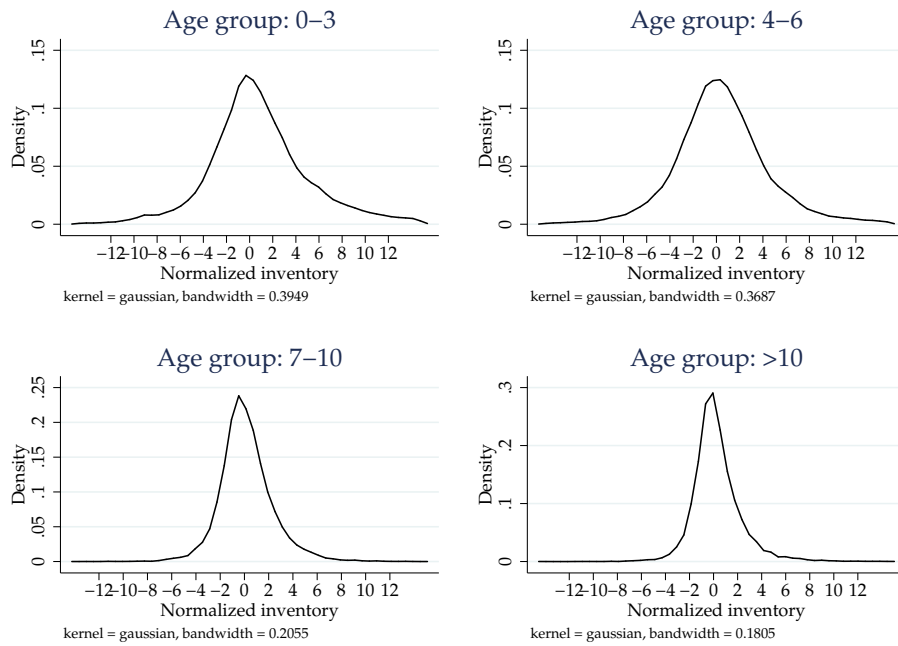 Age group: 0–3
.15
.1
.05
0
Density
−12 −10 −8 −6 −4 −2 0 2 4 6 8 10 12
Normalized inventory
kernel = gaussian, bandwidth = 0.3949
Age group: 4–6
.15
.1
.05
0
Density
−12 −10 −8 −6 −4 −2 0 2 4 6 8 10 12
Normalized inventory
kernel = gaussian, bandwidth = 0.3687
Age group: 7–10
.25
.2
.15
.1
.05
0
Density
−12 −10 −8 −6 −4 −2 0 2 4 6 8 10 12
Normalized inventory
kernel = gaussian, bandwidth = 0.2055
Age group: >10
.3
.2
.1
0
Density
−12 −10 −8 −6 −4 −2 0 2 4 6 8 10 12
Normalized inventory
kernel = gaussian, bandwidth = 0.1805